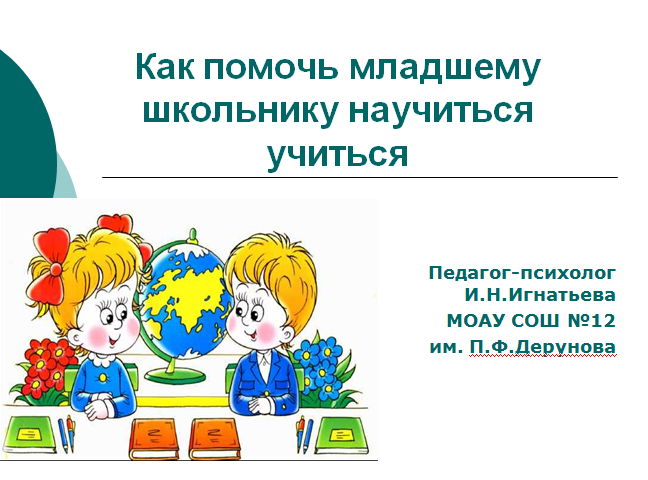 Как помочь младшему
школьнику научиться
учиться
Педагог-психолог
И.Н.Игнатьева
МОАУ СОШ №12
им. П.Ф.Дерунова